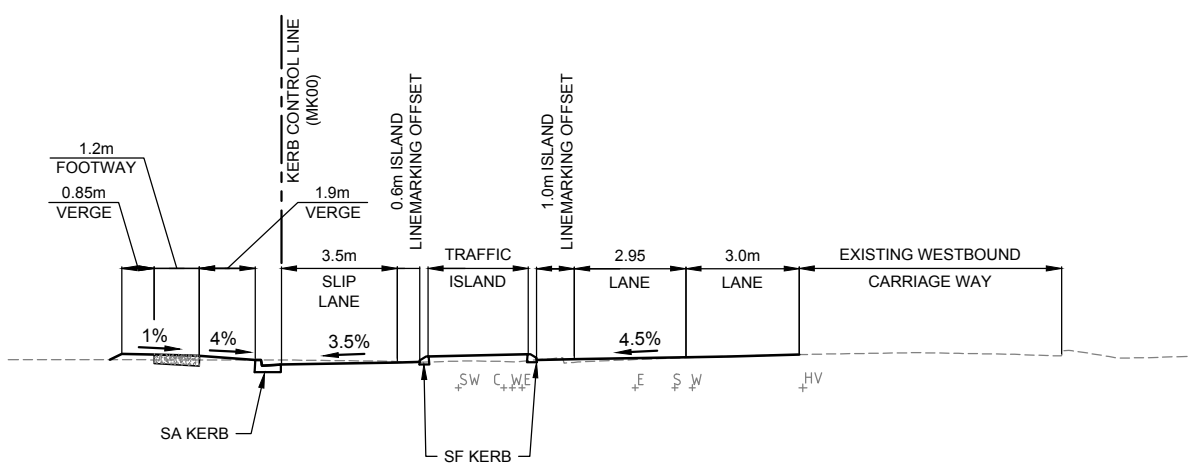 KERB CONTROL LINE
(MK00)
0.6m ISLAND
LINEMARKING OFFSET
1.0m ISLAND
LINEMARKING OFFSET
1.2m
FOOTWAY
0.85m
VERGE
1.9m
VERGE
3.5m
SLIP
LANE
TRAFFIC
ISLAND
2.95
LANE
3.0m
LANE
EXISTING WESTBOUND
CARRIAGE WAY
1%
4%
3.5%
4.5%
SW
C
W
E
E
S
W
HV
SA KERB
SF KERB